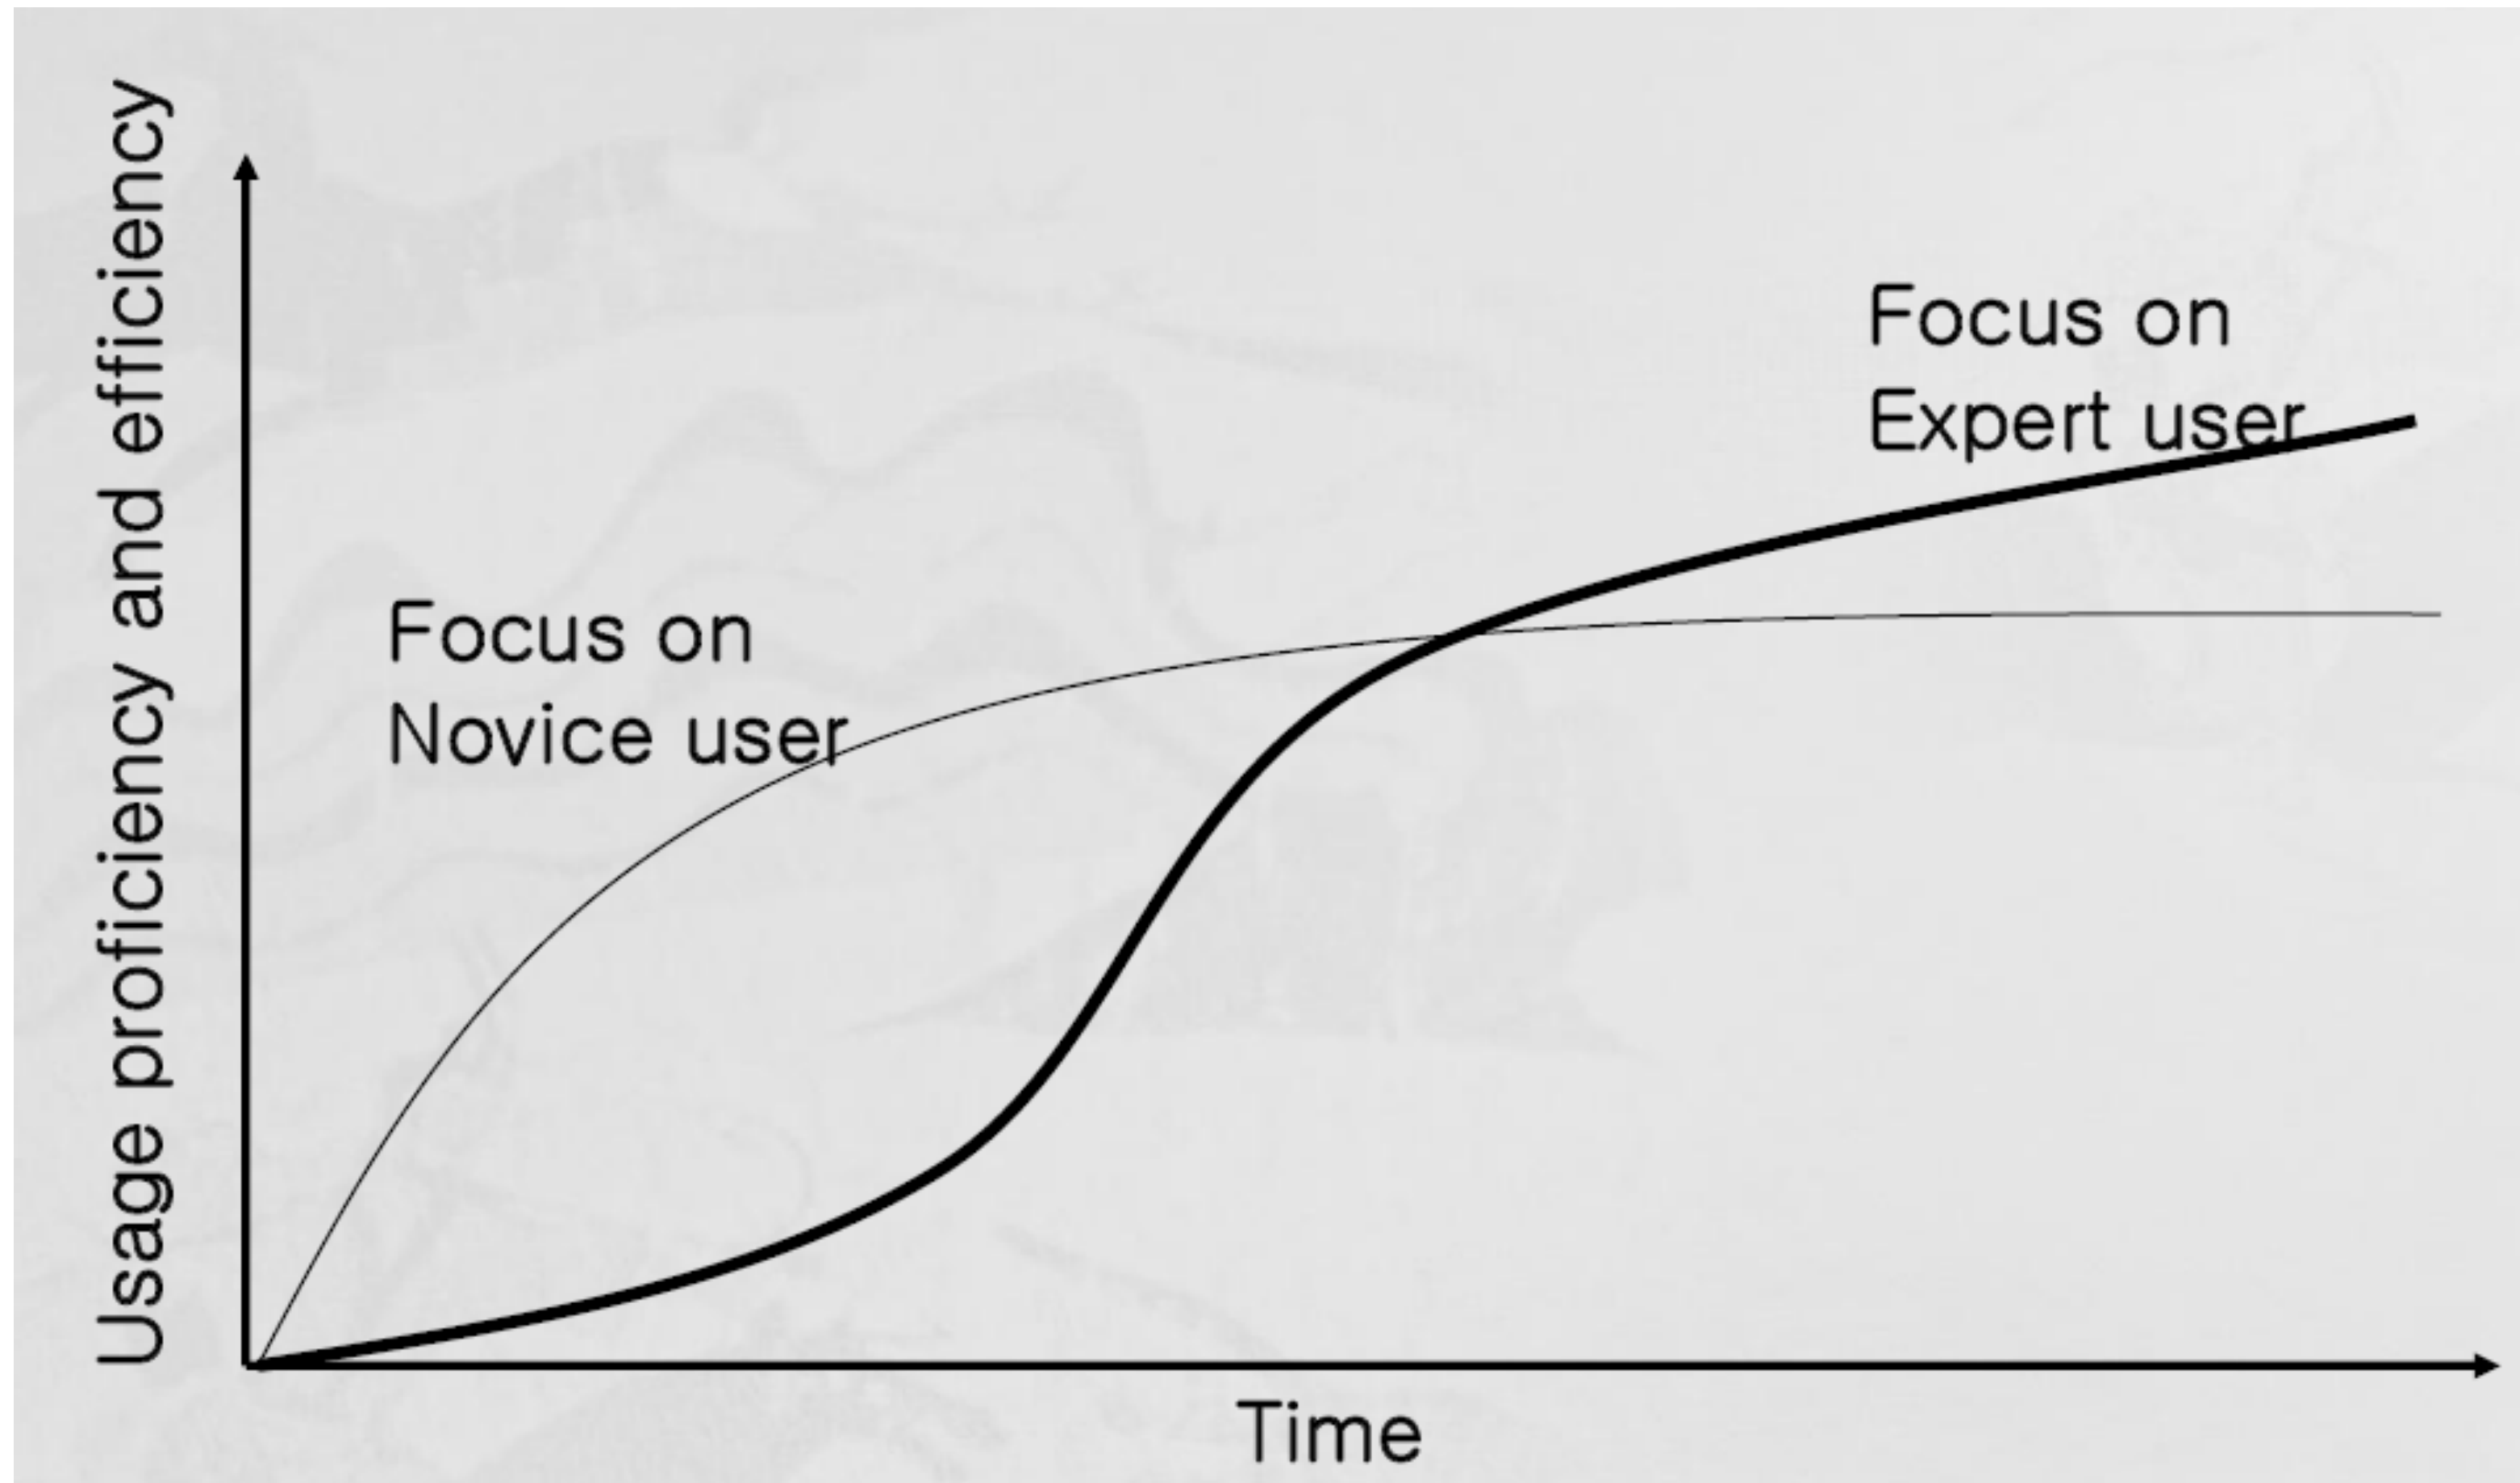 Usage proficiency and efficiency
Focus on
Expert user
Focus on
Novice user
Time